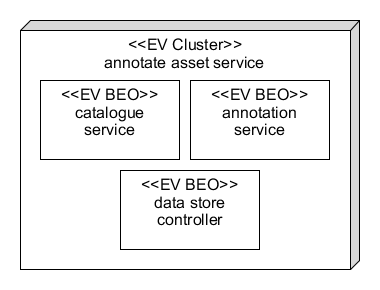 <<EV Cluster>>
annotate asset service
<<EV BEO>>
catalogue
service
<<EV BEO>>
annotation
service
<<EV BEO>>
data store
controller